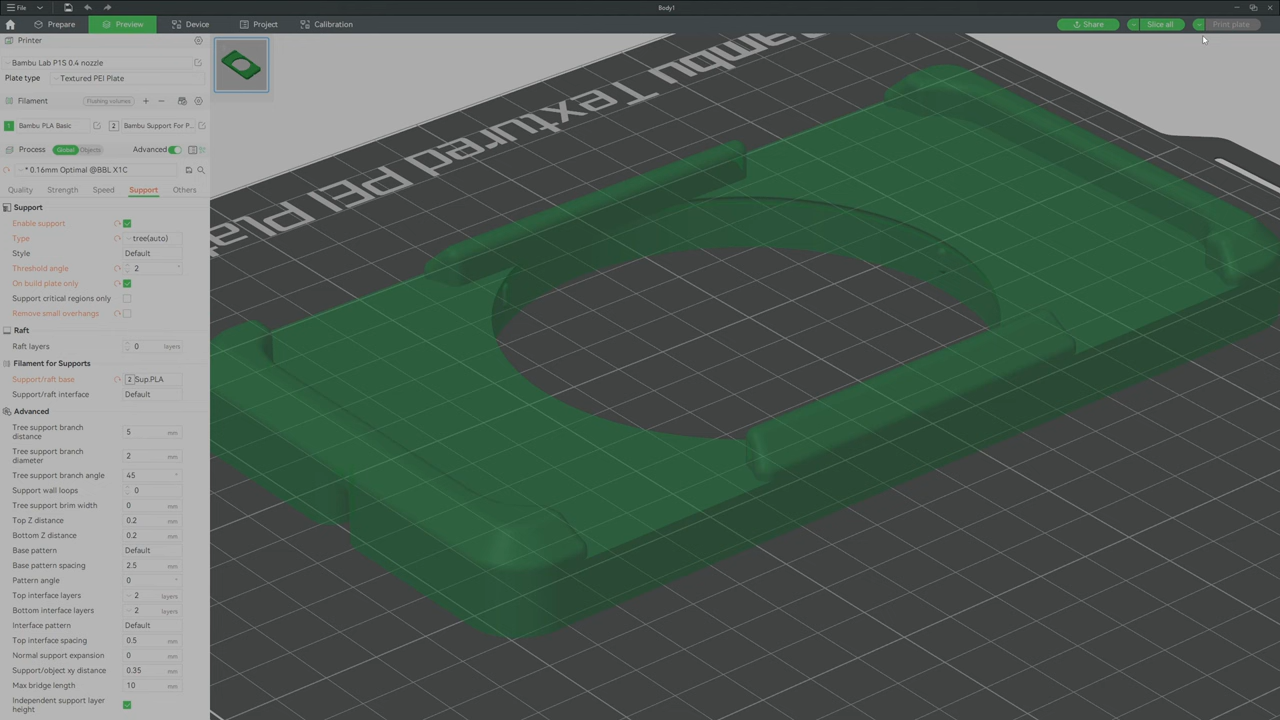 File
Body1
Prepare
Preview
Device
Project
Calibration
Share
Slice all
Print plate
Printer
Bambu Lab P1S 0.4 nozzle
Plate type
Textured PEI Plate
Filament
Flushing volumes
1 Bambu PLA Basic
2 Bambu Support For P...
Process
Global
Objects
Advanced
* 0.16mm Optimal @BBL X1C
Quality
Strength
Speed
Support
Others
Support
Enable support
Type
tree(auto)
Style
Default
Threshold angle
2 °
On build plate only
Support critical regions only
Remove small overhangs
Raft
Raft layers
0 layers
Filament for Supports
Support/raft base
2 Sup.PLA
Support/raft interface
Default
Advanced
Tree support branch
distance
5 mm
Tree support branch
diameter
2 mm
Tree support branch angle
45 °
Support wall loops
0
Tree support brim width
0 mm
Top Z distance
0.2 mm
Bottom Z distance
0.2 mm
Base pattern
Default
Base pattern spacing
2.5 mm
Pattern angle
0 °
Top interface layers
2 layers
Bottom interface layers
2 layers
Interface pattern
Default
Top interface spacing
0.5 mm
Normal support expansion
0 mm
Support/object xy distance
0.35 mm
Max bridge length
10 mm
Independent support layer
height
Textured PEI Pla